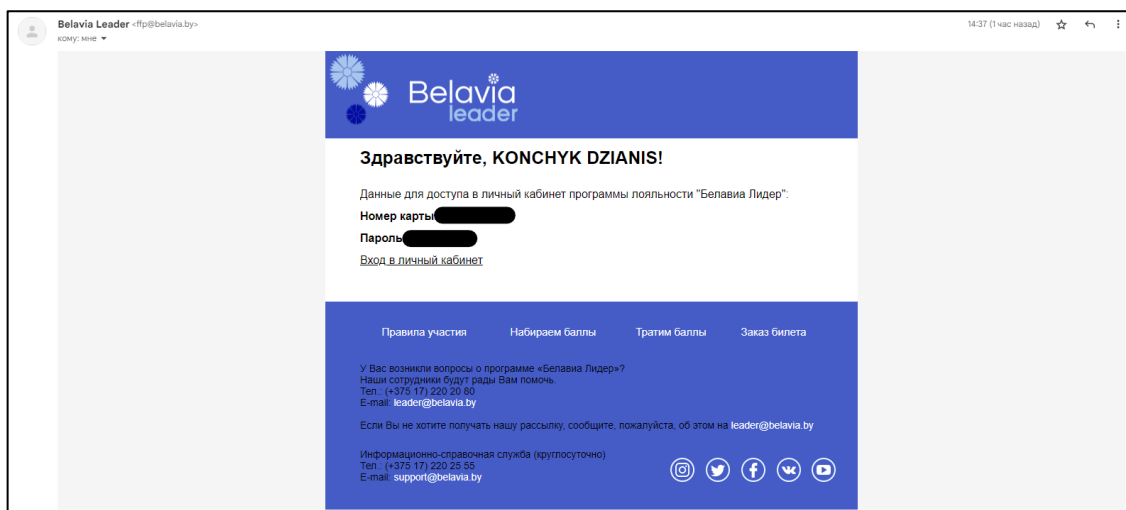 Belavia Leader <ffp@belavia.by>
14:37 (1 час назад)
кому: мне
Belavia
leader
Здравствуйте, KONCHYK DZIANIS!
Данные для доступа в личный кабинет программы лояльности "Белавиа Лидер":
Номер карты
Пароль
Вход в личный кабинет
Правила участия Набираем баллы Тратим баллы Заказ билета
У Вас возникли вопросы о программе «Белавиа Лидер»?
Наши сотрудники будут рады Вам помочь.
Тел.: (+375 17) 220 20 80
E-mail: leader@belavia.by
Если Вы не хотите получать нашу рассылку, сообщите, пожалуйста, об этом на leader@belavia.by
Информационно-справочная служба (круглосуточно)
Тел.: (+375 17) 220 25 55
E-mail: support@belavia.by